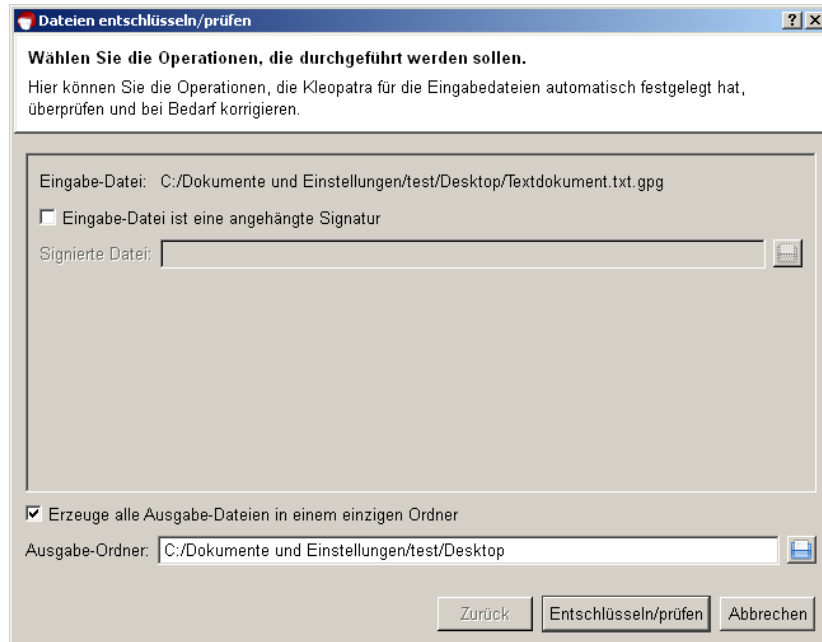 Dateien entschlüsseln/prüfen
Wählen Sie die Operationen, die durchgeführt werden sollen.
Hier können Sie die Operationen, die Kleopatra für die Eingabedateien automatisch festgelegt hat,
überprüfen und bei Bedarf korrigieren.
Eingabe-Datei: C:/Dokumente und Einstellungen/test/Desktop/Textdokument.txt.gpg
Eingabe-Datei ist eine angehängte Signatur
Signierte Datei:
Erzeuge alle Ausgabe-Dateien in einem einzigen Ordner
Ausgabe-Ordner: C:/Dokumente und Einstellungen/test/Desktop
Zurück Entschlüsseln/prüfen Abbrechen